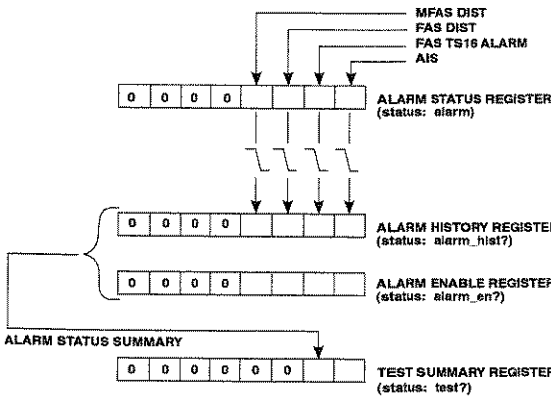 MFAS DIST
FAS DIST
FAS TS16 ALARM
AIS
0 0 0 0
ALARM STATUS REGISTER
(status: alarm)
0 0 0 0
ALARM HISTORY REGISTER
(status: alarm_hist?)
0 0 0 0
ALARM ENABLE REGISTER
(status: alarm_en?)
ALARM STATUS SUMMARY
0 0 0 0 0 0
TEST SUMMARY REGISTER
(status: test?)